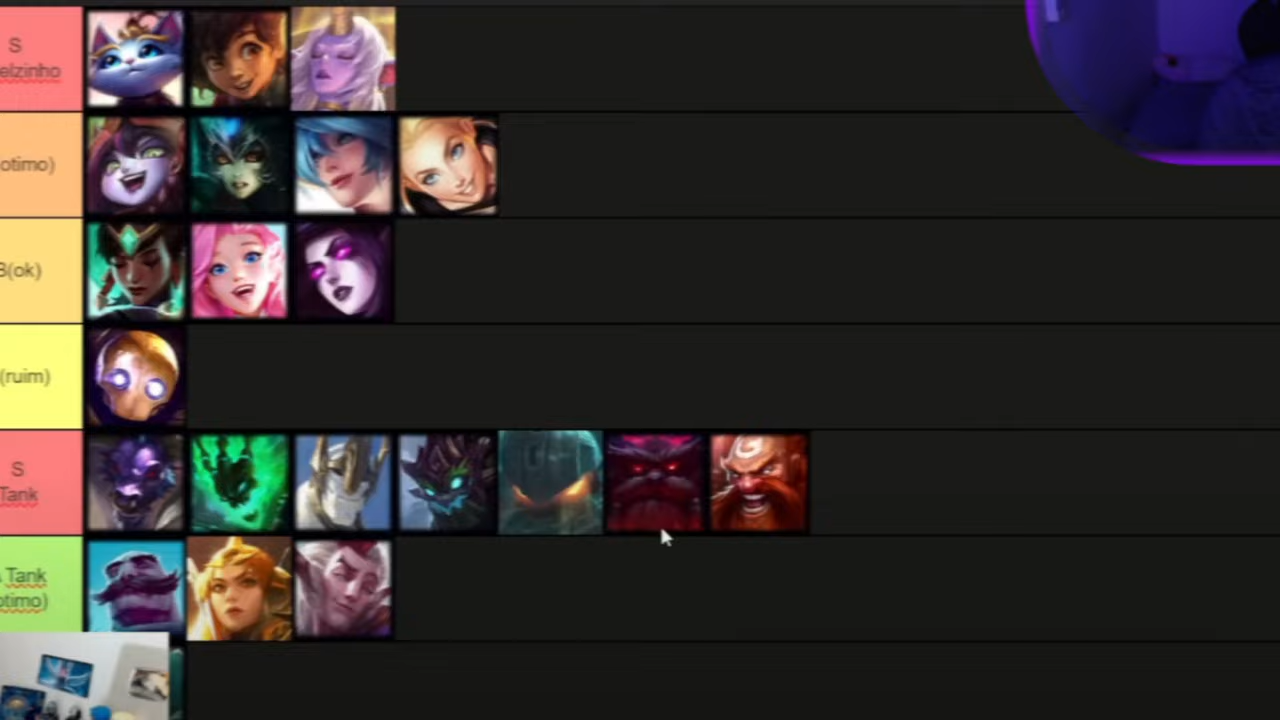 S
elzinho
otimo)
B(ok)
(ruim)
S
Tank
Tank
otimo)